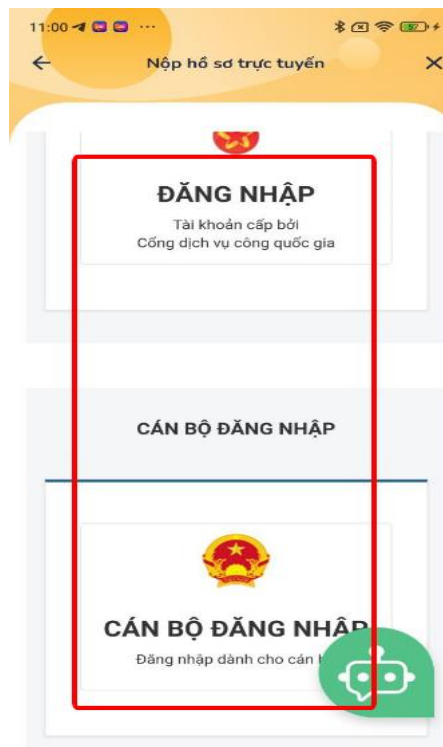 11:00
57
Nộp hồ sơ trực tuyến
ĐĂNG NHẬP
Tài khoản cấp bởi
Cổng dịch vụ công quốc gia
CÁN BỘ ĐĂNG NHẬP
CÁN BỘ ĐĂNG NHẬP
Đăng nhập dành cho cán